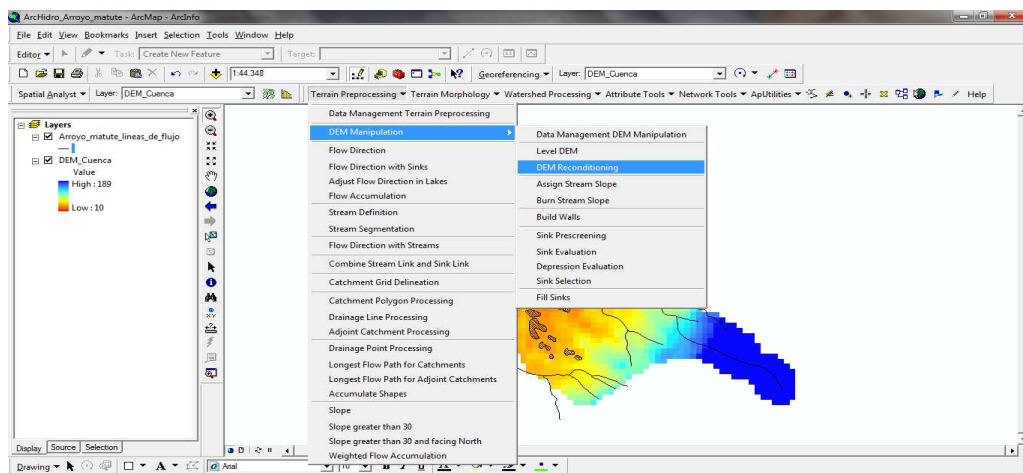 ArcHidro_Arroyo_matute - ArcMap - ArcInfo
File Edit View Bookmarks Insert Selection Tools Window Help
Editor Task: Create New Feature Target:
1:44.348 Georeferencing Layer: DEM_Cuenca
Spatial Analyst Layer: DEM_Cuenca Terrain Preprocessing Terrain Morphology Watershed Processing Attribute Tools Network Tools ApUtilities Help
Layers
Arroyo_matute_lineas_de_flujo
DEM_Cuenca
Value
High : 189
Low : 10
Data Management Terrain Preprocessing
DEM Manipulation
Flow Direction
Flow Direction with Sinks
Adjust Flow Direction in Lakes
Flow Accumulation
Stream Definition
Stream Segmentation
Flow Direction with Streams
Combine Stream Link and Sink Link
Catchment Grid Delineation
Catchment Polygon Processing
Drainage Line Processing
Adjoint Catchment Processing
Drainage Point Processing
Longest Flow Path for Catchments
Longest Flow Path for Adjoint Catchments
Accumulate Shapes
Slope
Slope greater than 30
Slope greater than 30 and facing North
Weighted Flow Accumulation
Data Management DEM Manipulation
Level DEM
DEM Reconditioning
Assign Stream Slope
Burn Stream Slope
Build Walls
Sink Prescreening
Sink Evaluation
Depression Evaluation
Sink Selection
Fill Sinks
Display Source Selection
Drawing A Arial 10 B I U A